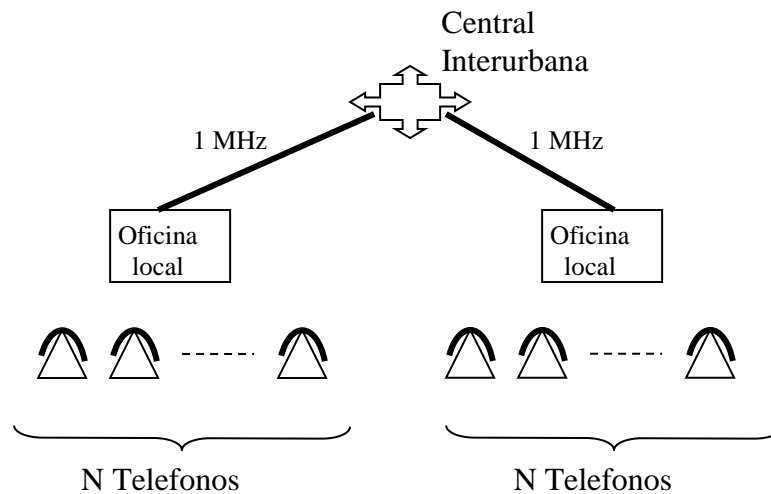 Central
Interurbana
1 MHz
1 MHz
Oficina
local
Oficina
local
N Telefonos
N Telefonos